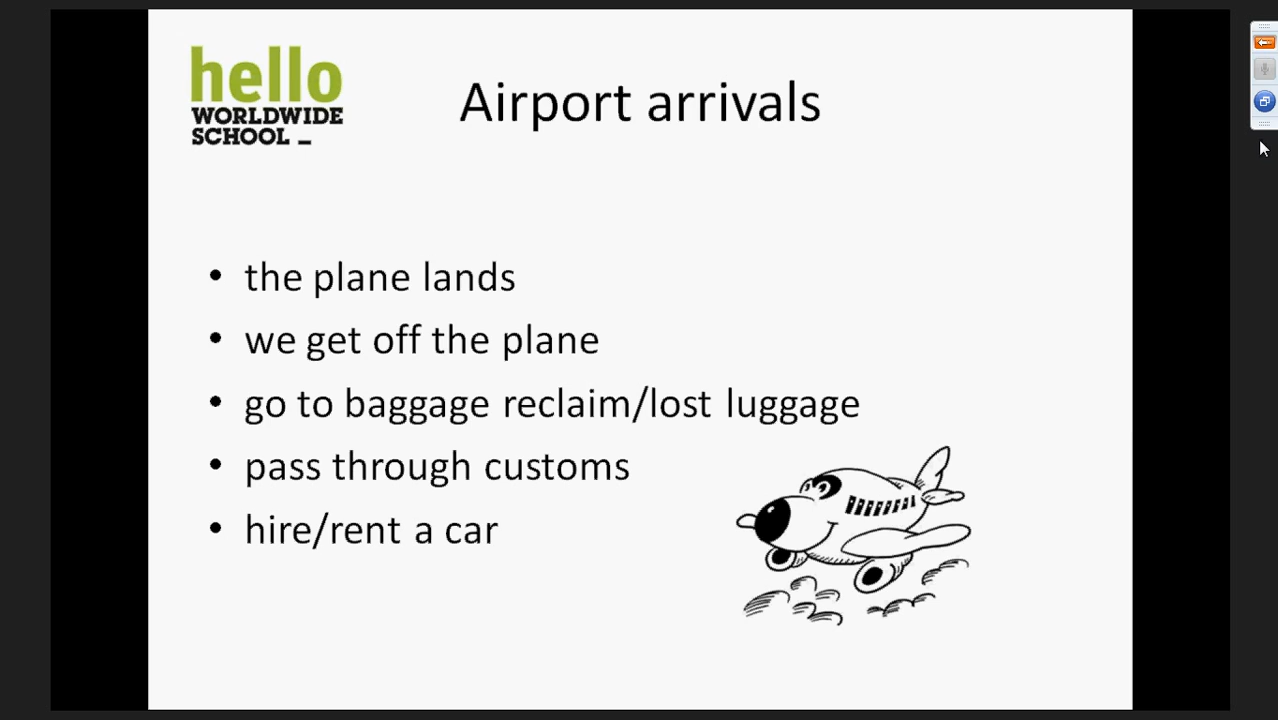 hello
WORLDWIDE
SCHOOL _
Airport arrivals
• the plane lands
• we get off the plane
• go to baggage reclaim/lost luggage
• pass through customs
• hire/rent a car